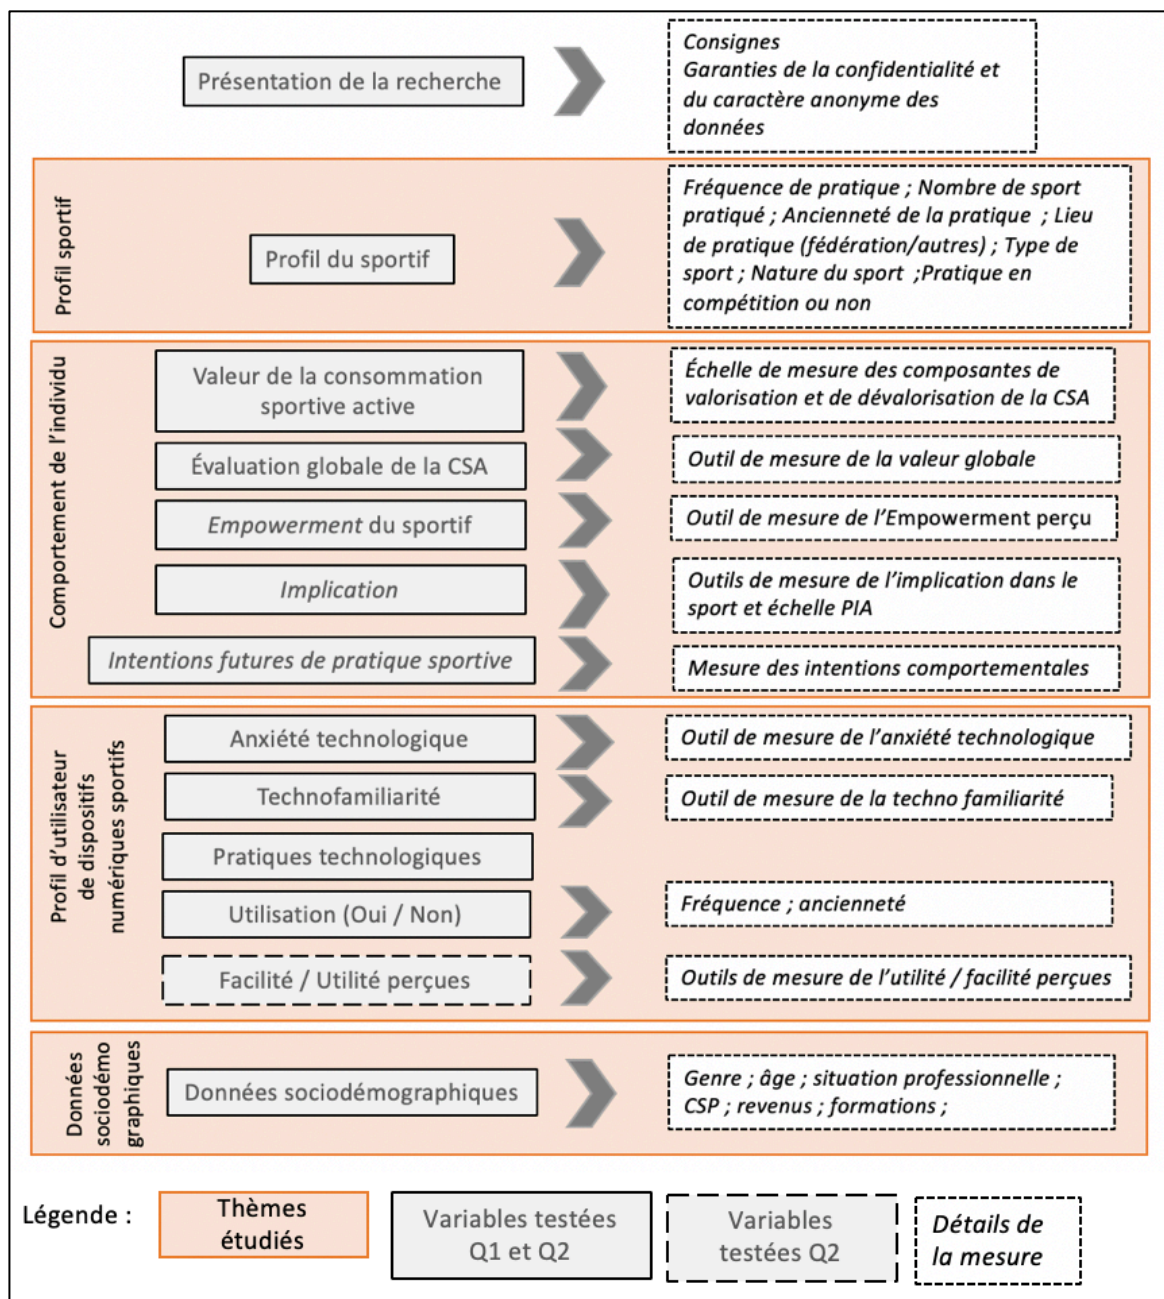 Présentation de la recherche
Consignes
Garanties de la confidentialité et
du caractère anonyme des
données
Profil sportif
Profil du sportif
Fréquence de pratique ; Nombre de sport
pratiqué ; Ancienneté de la pratique ; Lieu
de pratique (fédération/autres) ; Type de
sport ; Nature du sport ;Pratique en
compétition ou non
Comportement de l'individu
Valeur de la consommation
sportive active
Échelle de mesure des composantes de
valorisation et de dévalorisation de la CSA
Évaluation globale de la CSA
Outil de mesure de la valeur globale
Empowerment du sportif
Outil de mesure de l'Empowerment perçu
Implication
Outils de mesure de l'implication dans le
sport et échelle PIA
Intentions futures de pratique sportive
Mesure des intentions comportementales
Profil d'utilisateur
de dispositifs
numériques sportifs
Anxiété technologique
Outil de mesure de l'anxiété technologique
Technofamiliarité
Outil de mesure de la techno familiarité
Pratiques technologiques
Utilisation (Oui / Non)
Fréquence ; ancienneté
Facilité / Utilité perçues
Outils de mesure de l'utilité / facilité perçues
Données
sociodémo
graphiques
Données sociodémographiques
Genre ; âge ; situation professionnelle ;
CSP ; revenus ; formations ;
Légende :
Thèmes
étudiés
Variables testées
Q1 et Q2
Variables
testées Q2
Détails de
la mesure